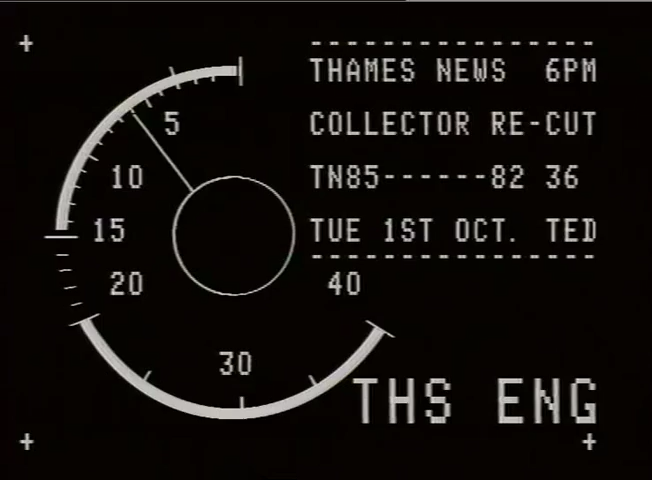 THAMES NEWS 6PM
COLLECTOR RE-CUT
TN85------82 36
TUE 1ST OCT. TED
5
10
15
20
30
40
THS ENG